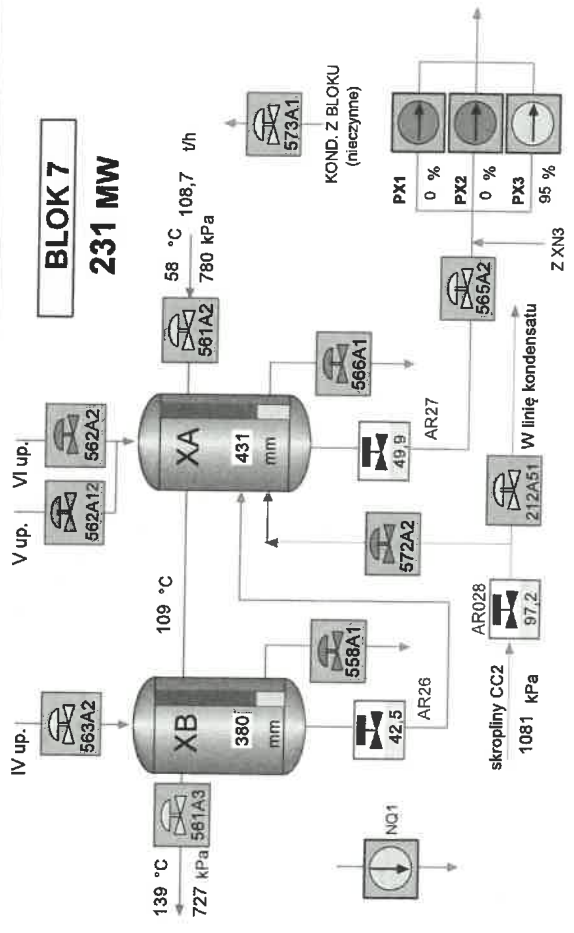 BLOK 7
231 MW
IV up.
V up.
VI up.
563A2
562A12
562A2
139 °C
727 kPa
561A3
XB
380
mm
109 °C
XA
431
mm
561A2
58 °C 108,7 t/h
780 kPa
573A1
KOND. Z BLOKU
(nieczynne)
558A1
566A1
42,5
AR26
49,9
AR27
572A2
565A2
NQ1
skropliny CC2
1081 kPa
AR028
97,2
212A51
W linię kondensatu
Z XN3
PX1
0 %
PX2
0 %
PX3
95 %